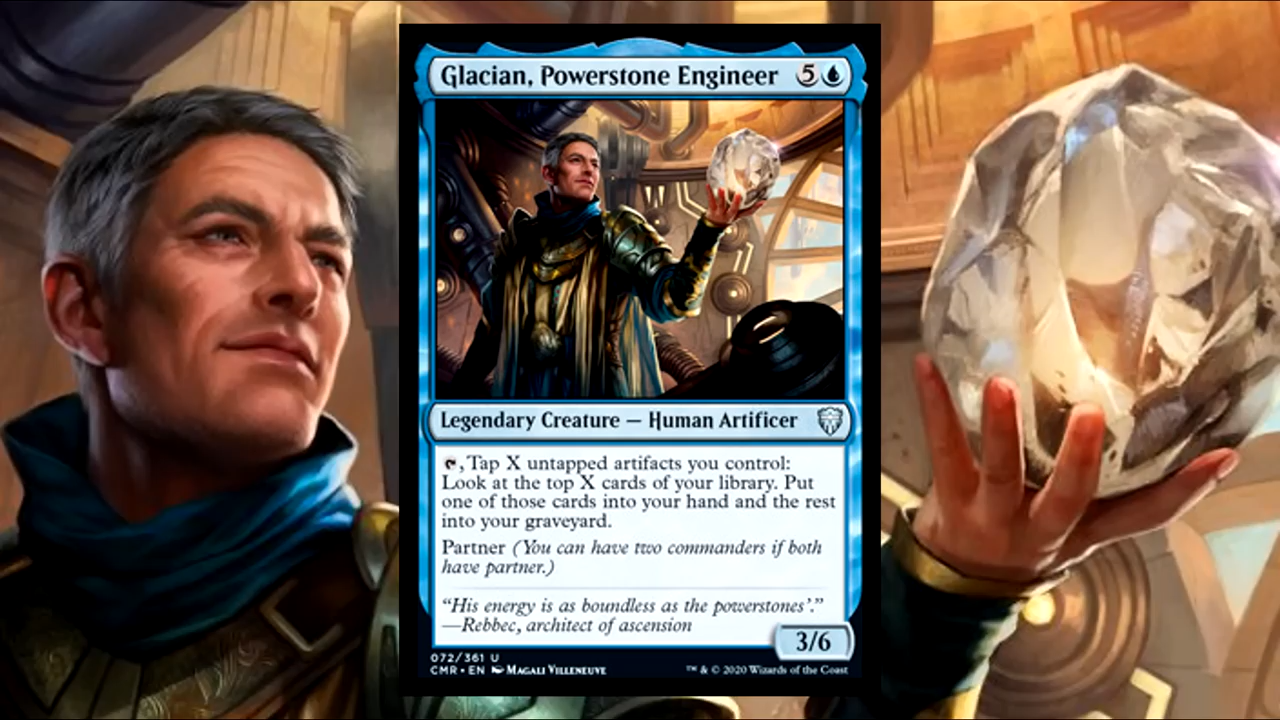 Glacian, Powerstone Engineer 5
Legendary Creature — Human Artificer
, Tap X untapped artifacts you control:
Look at the top X cards of your library. Put
one of those cards into your hand and the rest
into your graveyard.
Partner (You can have two commanders if both
have partner.)
“His energy is as boundless as the powerstones’.”
—Rebbec, architect of ascension
3/6
072/361 U
CMR • EN Magali Villeneuve
™ & © 2020 Wizards of the Coast